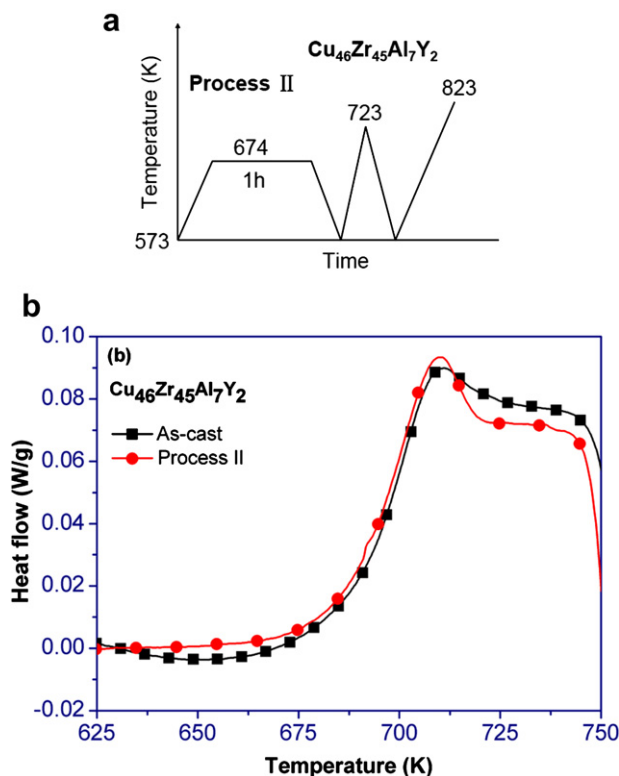 a
Cu46Zr45Al7Y2
Process II
823
723
674
1h
573
Temperature (K)
Time
b
0.10
(b)
Cu46Zr45Al7Y2
0.08
As-cast
Process II
0.06
0.04
0.02
0.00
-0.02
Heat flow (W/g)
625 650 675 700 725 750
Temperature (K)